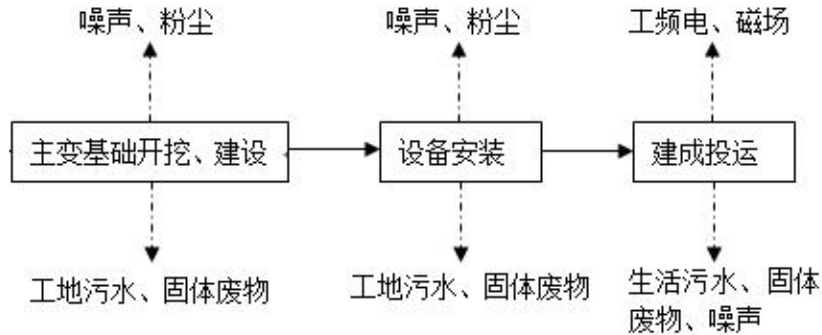 噪声、粉尘
噪声、粉尘
工频电、磁场
主变基础开挖、建设
设备安装
建成投运
工地污水、固体废物
工地污水、固体废物
生活污水、固体
废物、噪声